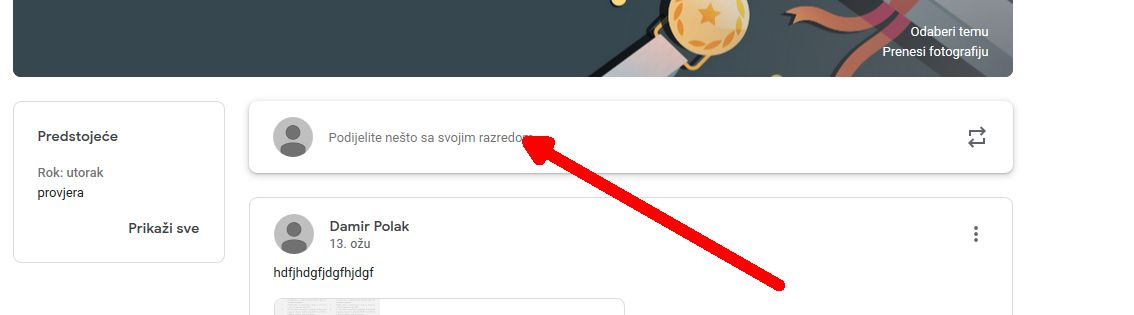 Odaberi temu
Prenesi fotografiju
Predstojeće
Rok: utorak
provjera
Prikaži sve
Podijelite nešto sa svojim
Damir Polak
13. ožu
hdfjhdgfjdgfhjdgf